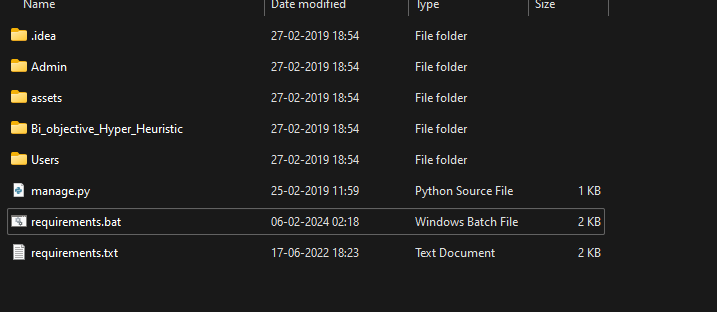 Name Date modified Type Size
.idea 27-02-2019 18:54 File folder
Admin 27-02-2019 18:54 File folder
assets 27-02-2019 18:54 File folder
Bi_objective_Hyper_Heuristic 27-02-2019 18:54 File folder
Users 27-02-2019 18:54 File folder
manage.py 25-02-2019 11:59 Python Source File 1 KB
requirements.bat 06-02-2024 02:18 Windows Batch File 2 KB
requirements.txt 17-06-2022 18:23 Text Document 2 KB